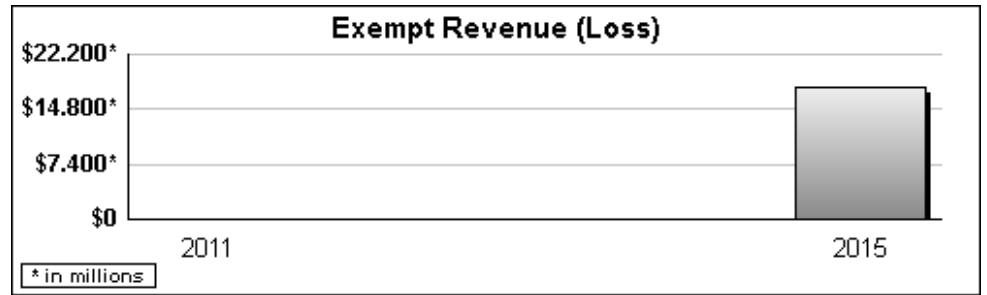 Exempt Revenue (Loss)
$22.200*
$14.800*
$7.400*
$0
2011 2015
* in millions